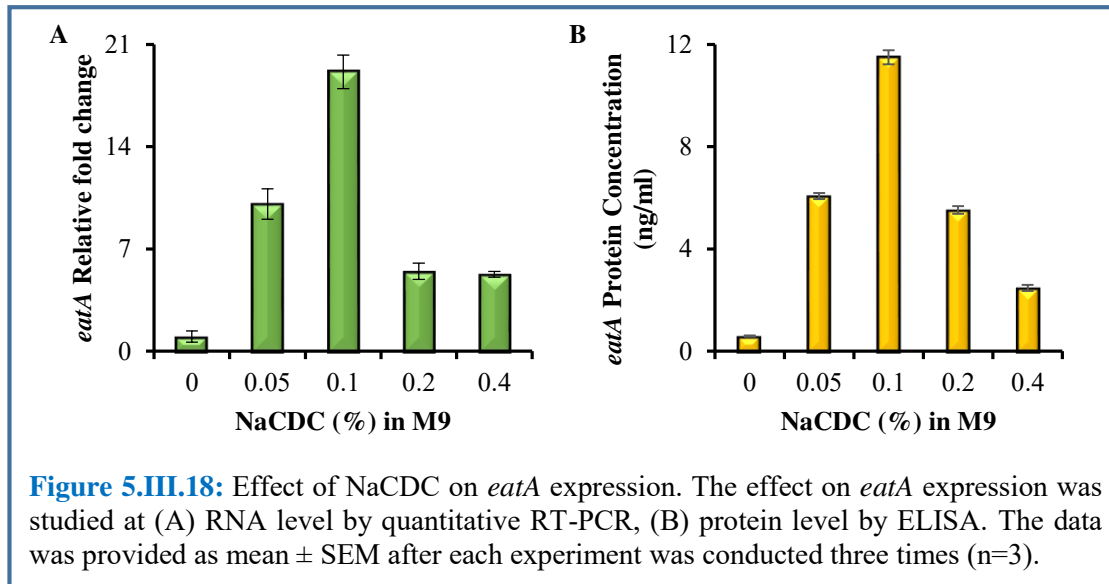 A
eatA Relative fold change
21
14
7
0
0 0.05 0.1 0.2 0.4
NaCDC (%) in M9
B
eatA Protein Concentration
(ng/ml)
12
8
4
0
0 0.05 0.1 0.2 0.4
NaCDC (%) in M9
Figure 5.III.18: Effect of NaCDC on eatA expression. The effect on eatA expression was
studied at (A) RNA level by quantitative RT-PCR, (B) protein level by ELISA. The data
was provided as mean ± SEM after each experiment was conducted three times (n=3).